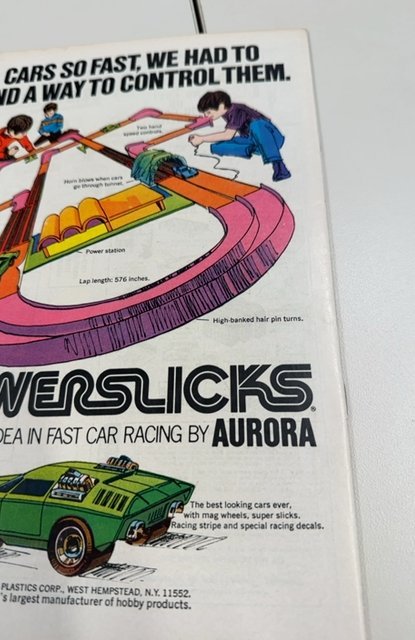 CARS SO FAST, WE HAD TO
ND A WAY TO CONTROL THEM.
Two hand
speed controls.
Horn blows when cars
go through tunnel.
Power station
Lap length: 576 inches.
High-banked hair pin turns.
WERSLICKS®
DEA IN FAST CAR RACING BY AURORA
The best looking cars ever,
with mag wheels, super slicks.
Racing stripe and special racing decals.
PLASTICS CORP., WEST HEMPSTEAD, N.Y. 11552.
's largest manufacturer of hobby products.